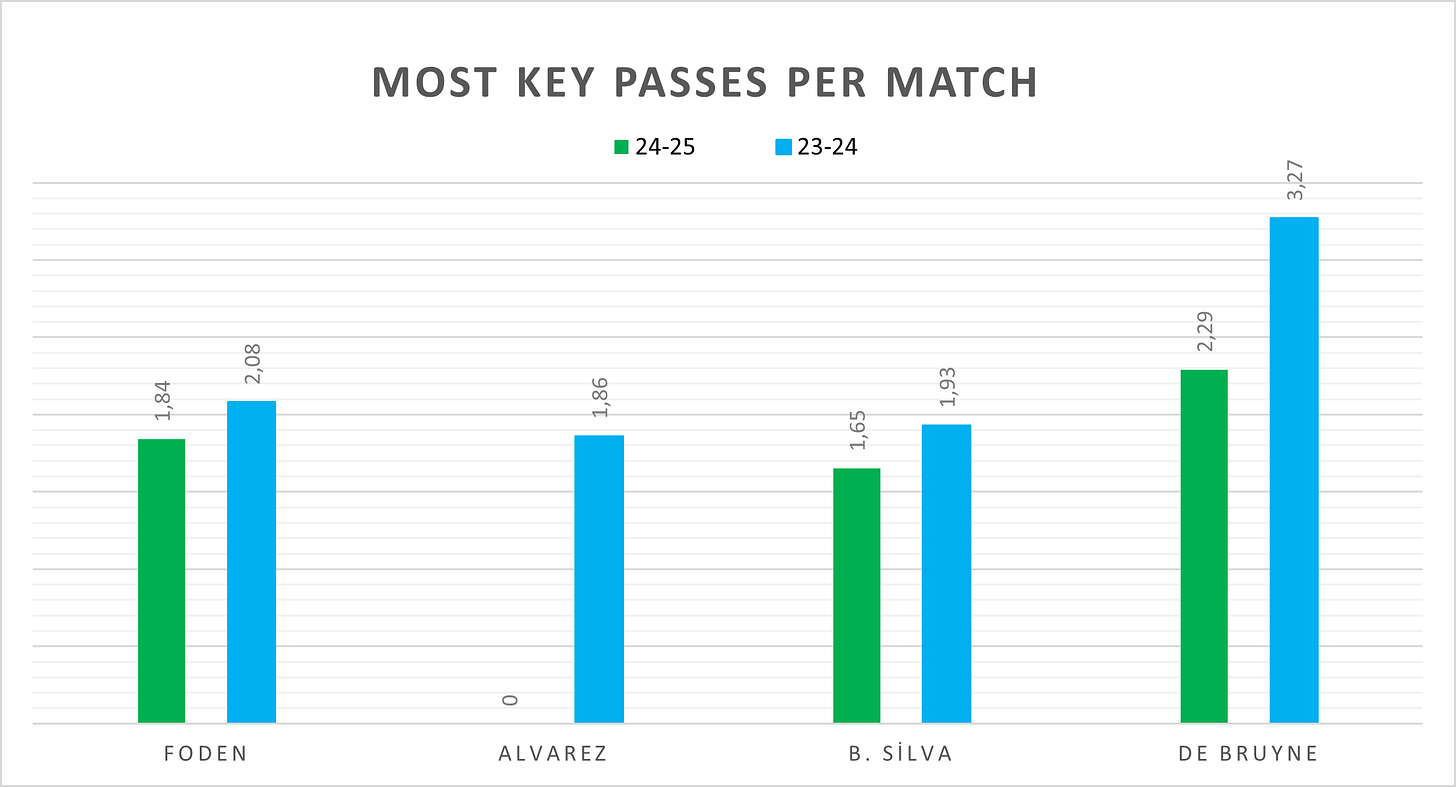 MOST KEY PASSES PER MATCH
24-25 23-24
1,84 2,08 0 1,86 1,65 1,93 2,29 3,27
FODEN ALVAREZ B. SİLVA DE BRUYNE